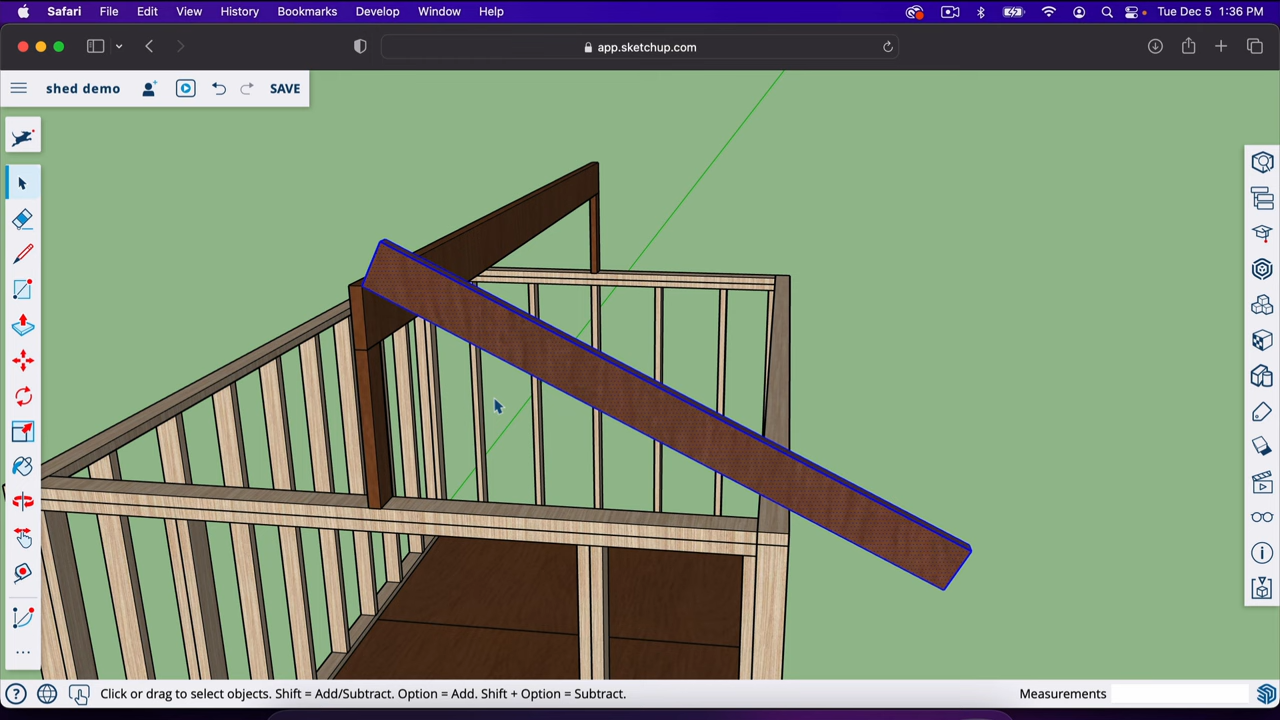 Safari File Edit View History Bookmarks Develop Window Help Tue Dec 5 1:36 PM
app.sketchup.com
shed demo SAVE
Click or drag to select objects. Shift = Add/Subtract. Option = Add. Shift + Option = Subtract. Measurements